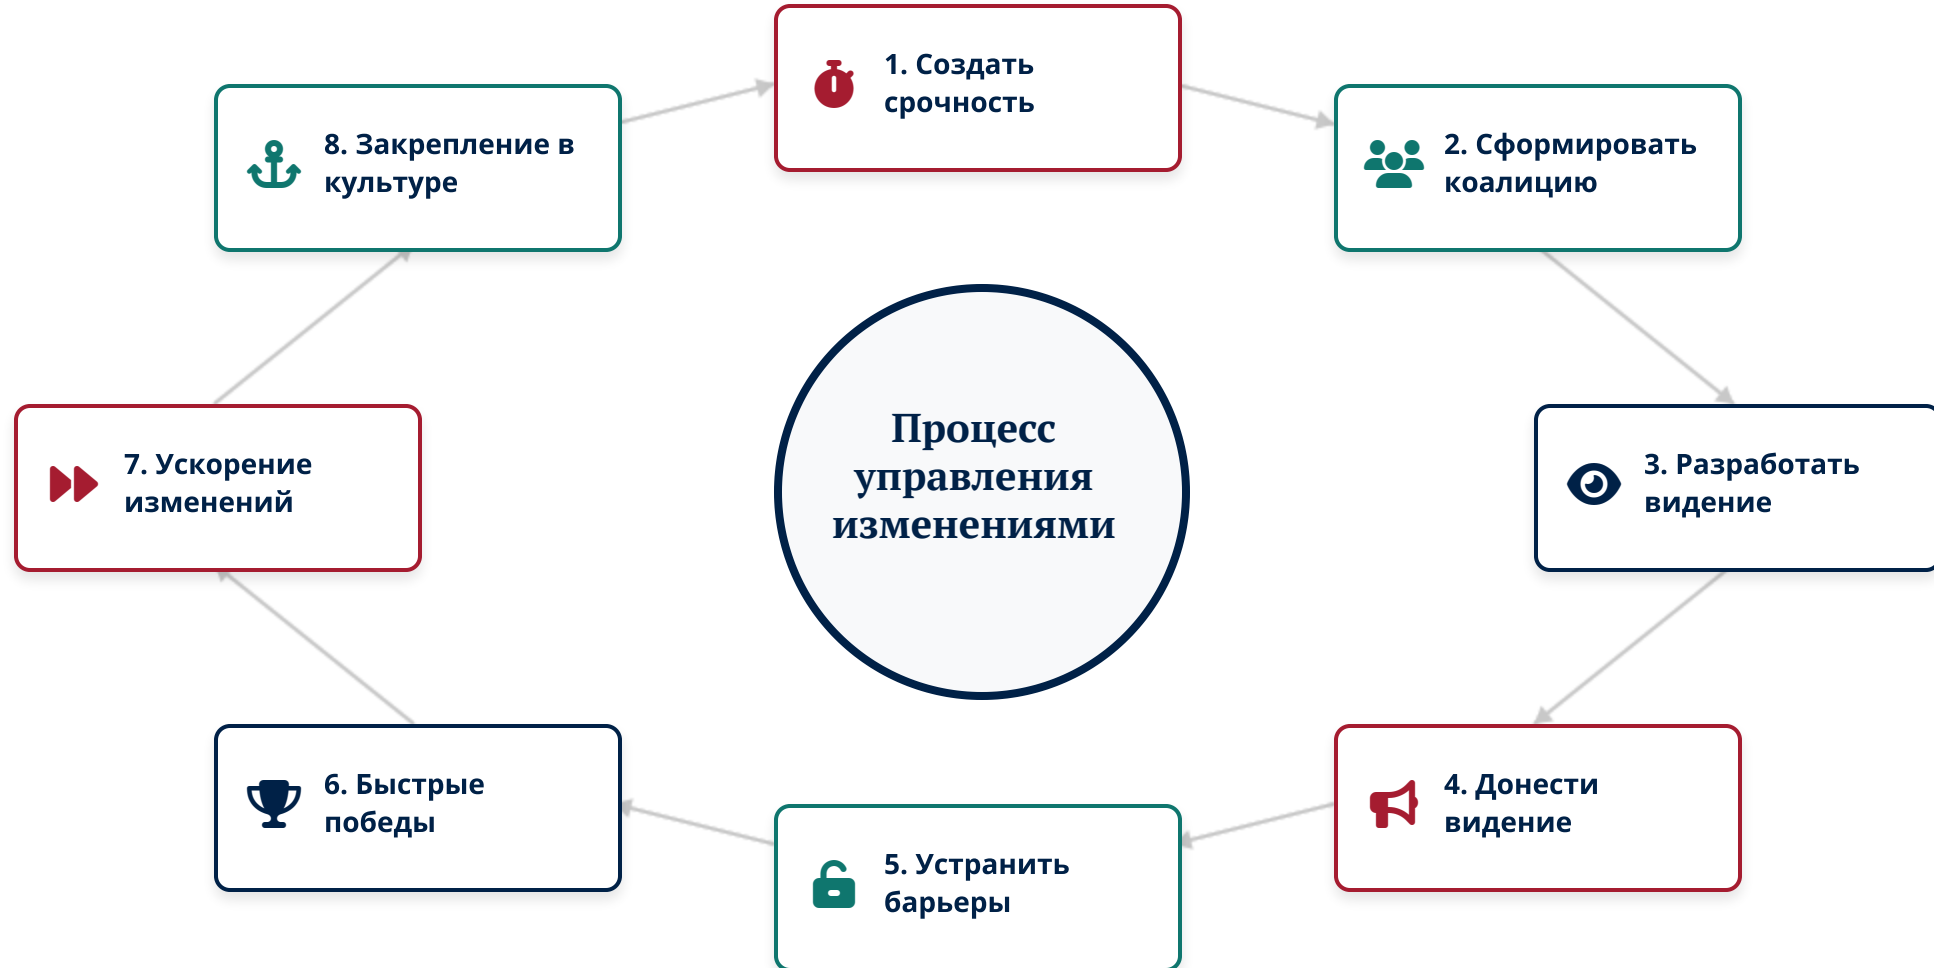 1. Создать
срочность
2. Сформировать
коалицию
3. Разработать
видение
4. Донести
видение
5. Устранить
барьеры
6. Быстрые
победы
7. Ускорение
изменений
8. Закрепление в
культуре
Процесс
управления
изменениями